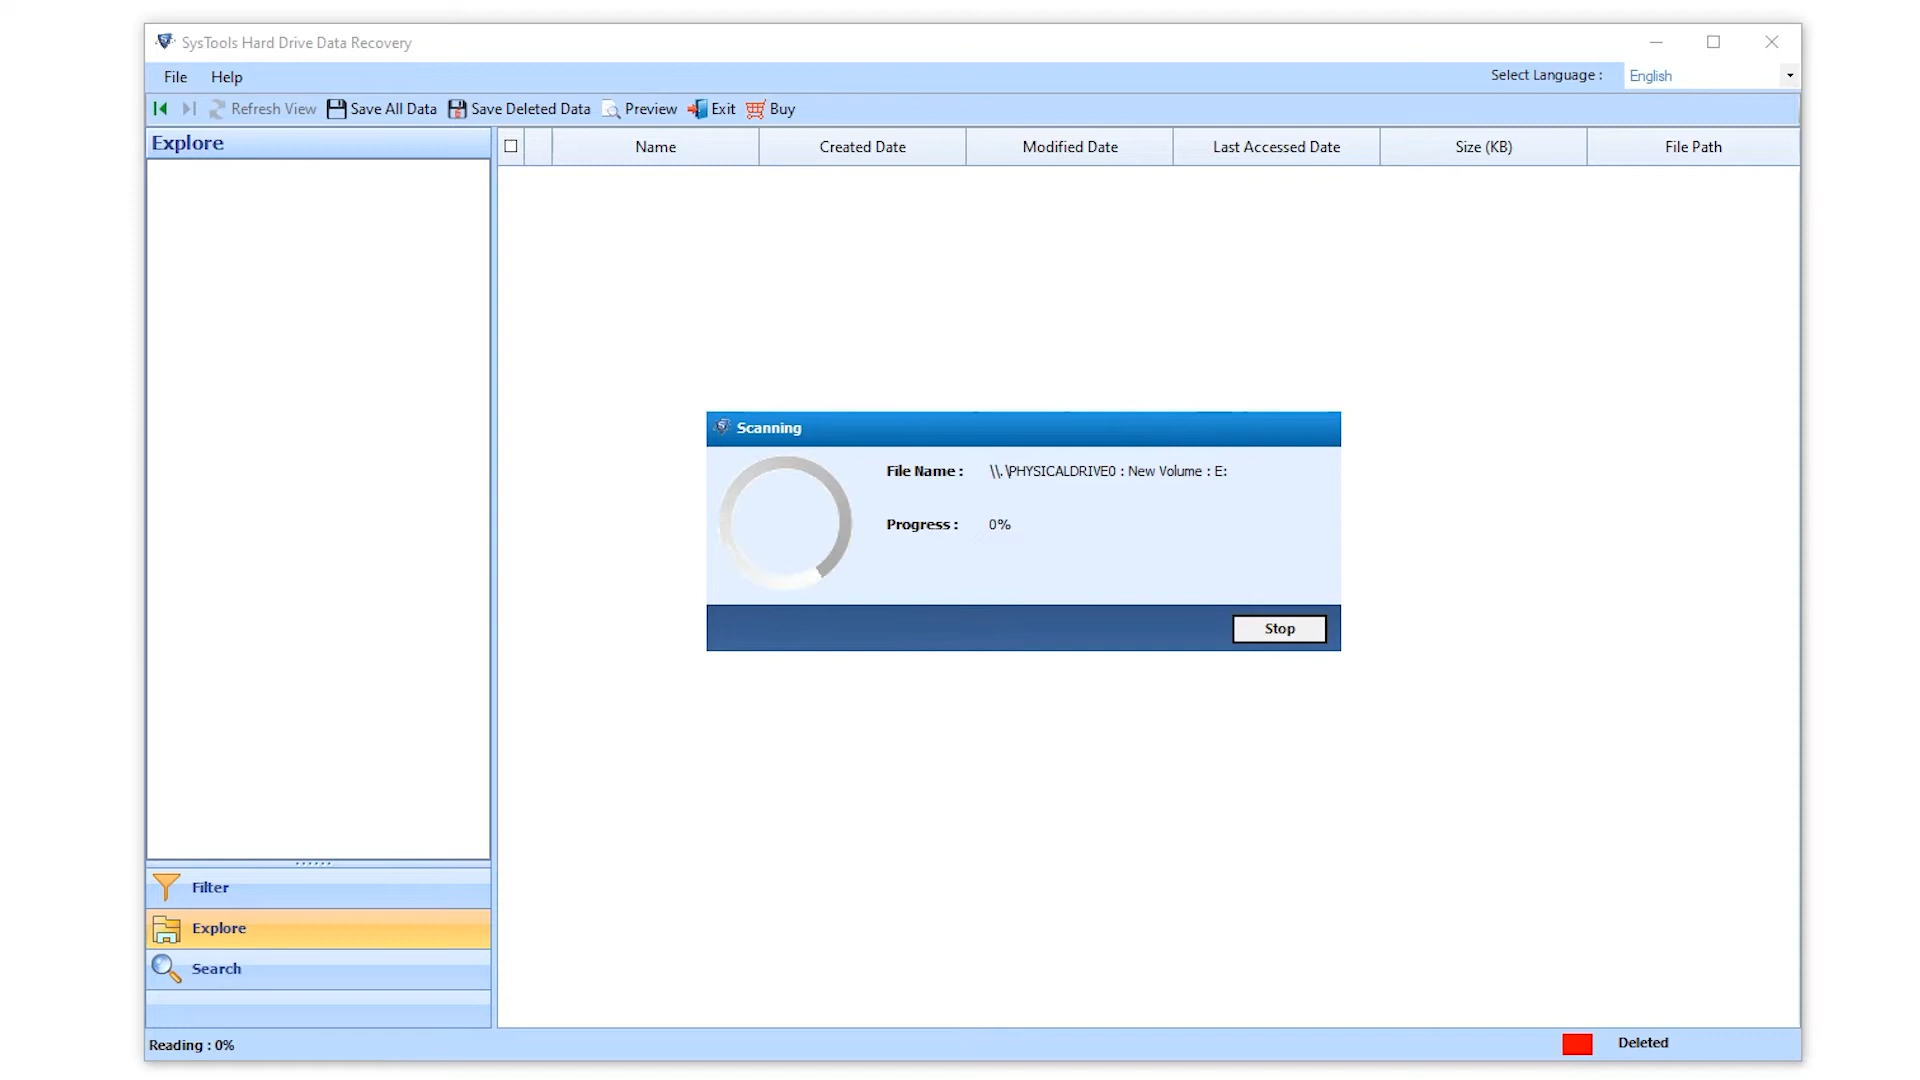 SysTools Hard Drive Data Recovery
File Help Select Language : English
Refresh View Save All Data Save Deleted Data Preview Exit Buy
Explore
Name Created Date Modified Date Last Accessed Date Size (KB) File Path
Scanning
File Name : \\.\PHYSICALDRIVE0 : New Volume : E:
Progress : 0%
Stop
Filter
Explore
Search
Reading : 0% Deleted